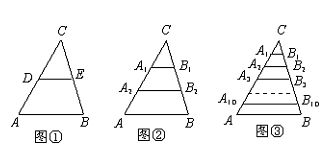 C C C
D E A₁ B₁ A₁ B₁
A₂ B₂ A₂ B₂
A₃ B₃
A₁₀ B₁₀
A B A B A B
图① 图② 图③